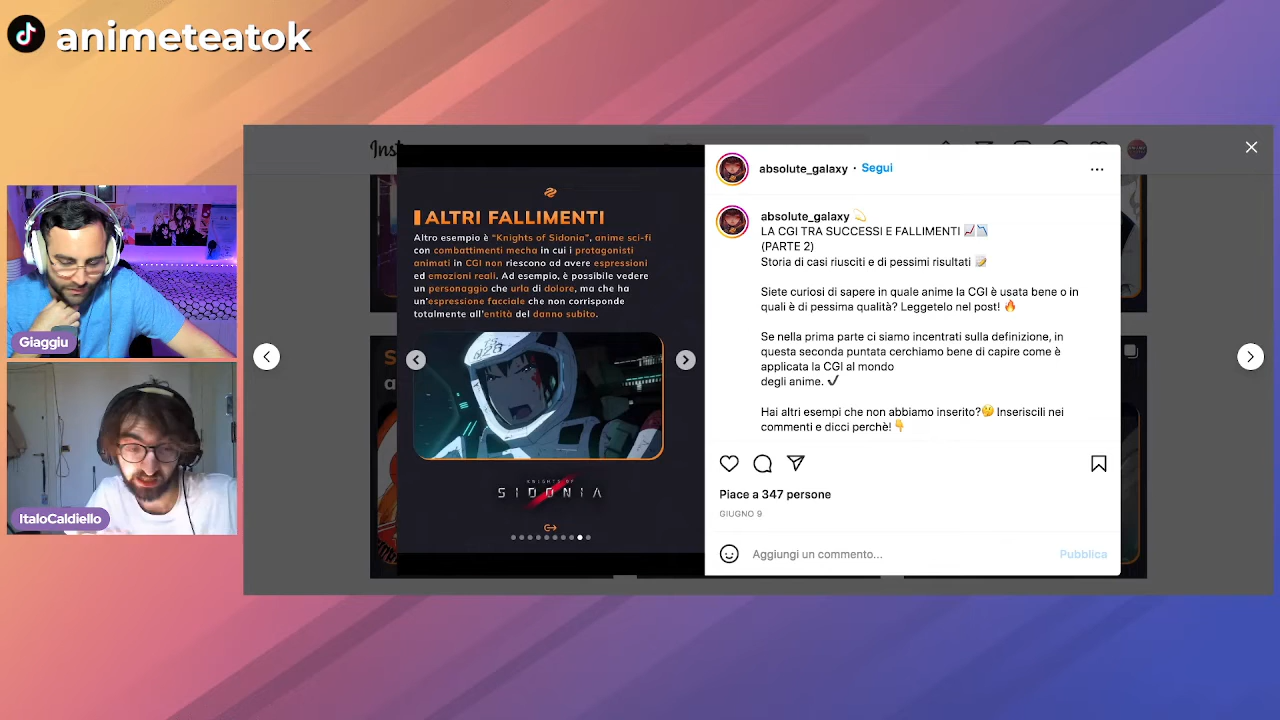 animeteatok
Inst
ALTRI FALLIMENTI
Altro esempio è "Knights of Sidonia", anime sci-fi
con combattimenti mecha in cui i protagonisti
animati in CGI non riescono ad avere espressioni
ed emozioni reali. Ad esempio, è possibile vedere
un personaggio che urla di dolore, ma che ha
un'espressione facciale che non corrisponde
totalmente all'entità del danno subito.
KNIGHTS OF
SIDONIA
absolute_galaxy • Segui
absolute_galaxy 💫
LA CGI TRA SUCCESSI E FALLIMENTI 📈📉
(PARTE 2)
Storia di casi riusciti e di pessimi risultati 📝
Siete curiosi di sapere in quale anime la CGI è usata bene o in
quali è di pessima qualità? Leggetelo nel post! 🔥
Se nella prima parte ci siamo incentrati sulla definizione, in
questa seconda puntata cerchiamo bene di capire come è
applicata la CGI al mondo
degli anime. ✔
Hai altri esempi che non abbiamo inserito?🤔 Inseriscili nei
commenti e dicci perchè! 👇
Piace a 347 persone
GIUGNO 9
Aggiungi un commento...
Pubblica
Giaggiu
ItaloCaldiello